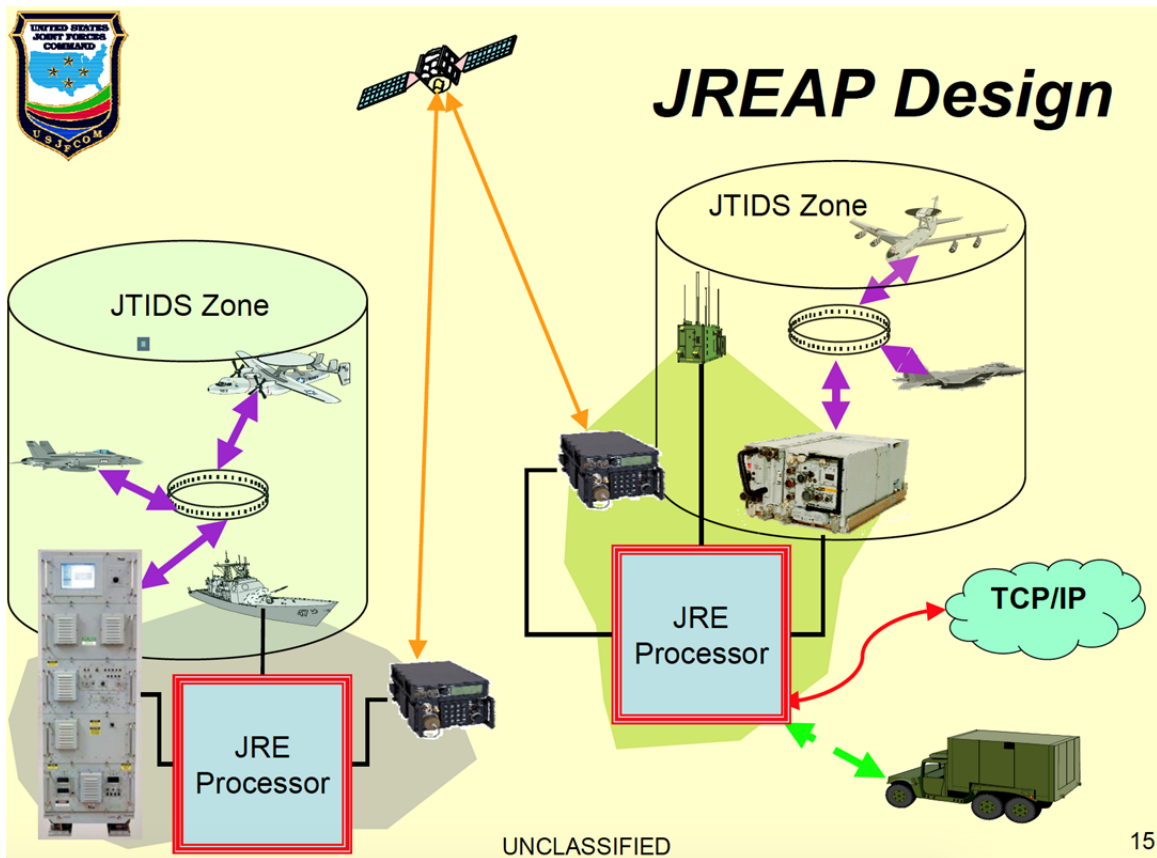 UNITED STATES
JOINT FORCES
COMMAND
USJFCOM
JREAP Design
JTIDS Zone
JTIDS Zone
TCP/IP
JRE
Processor
JRE
Processor
UNCLASSIFIED
15